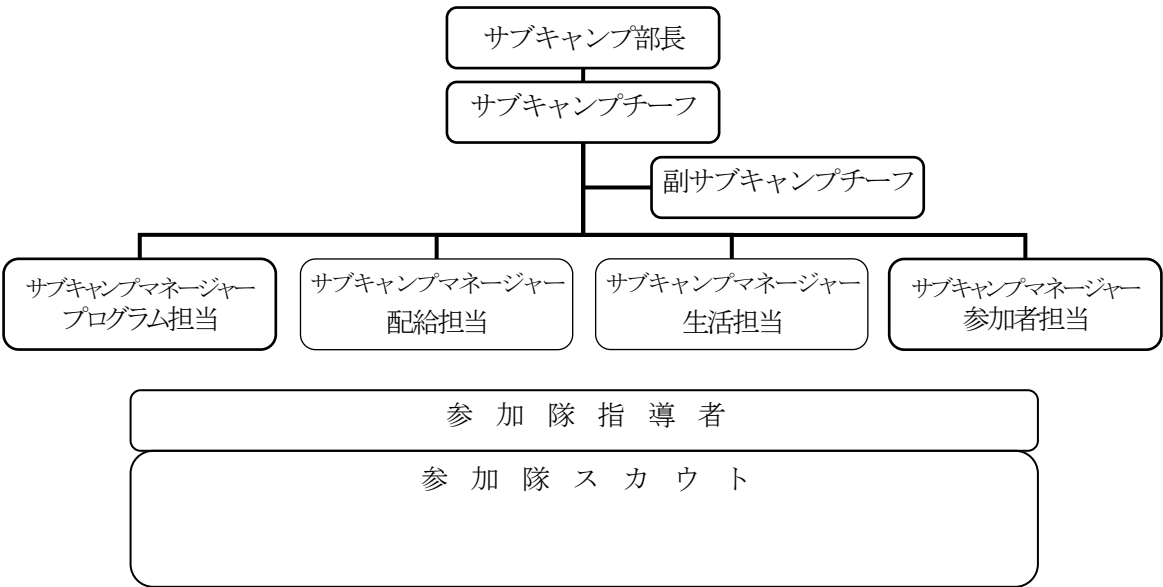 サブキャンプ部長
サブキャンプチーフ
副サブキャンプチーフ
サブキャンプマネージャー
プログラム担当
サブキャンプマネージャー
配給担当
サブキャンプマネージャー
生活担当
サブキャンプマネージャー
参加者担当
参加隊指導者
参加隊スカウト